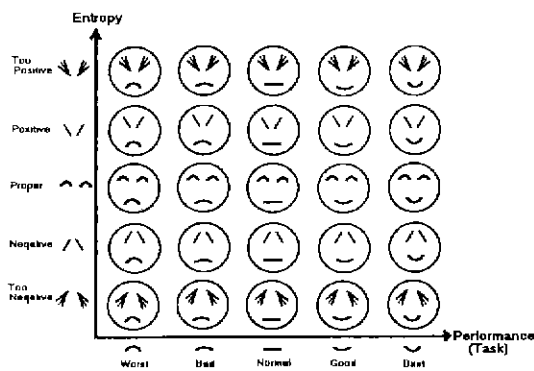 Entropy
Too
Positive
Positive
Proper
Negative
Too
Negative
Performance
(Task)
Worst
Bad
Normal
Good
Best